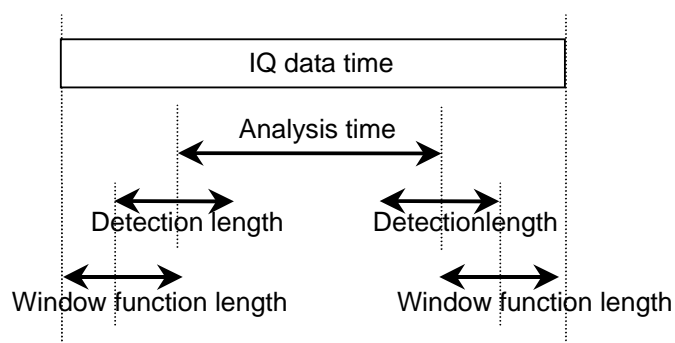 IQ data time
Analysis time
Detection length
Detectionlength
Window function length
Window function length